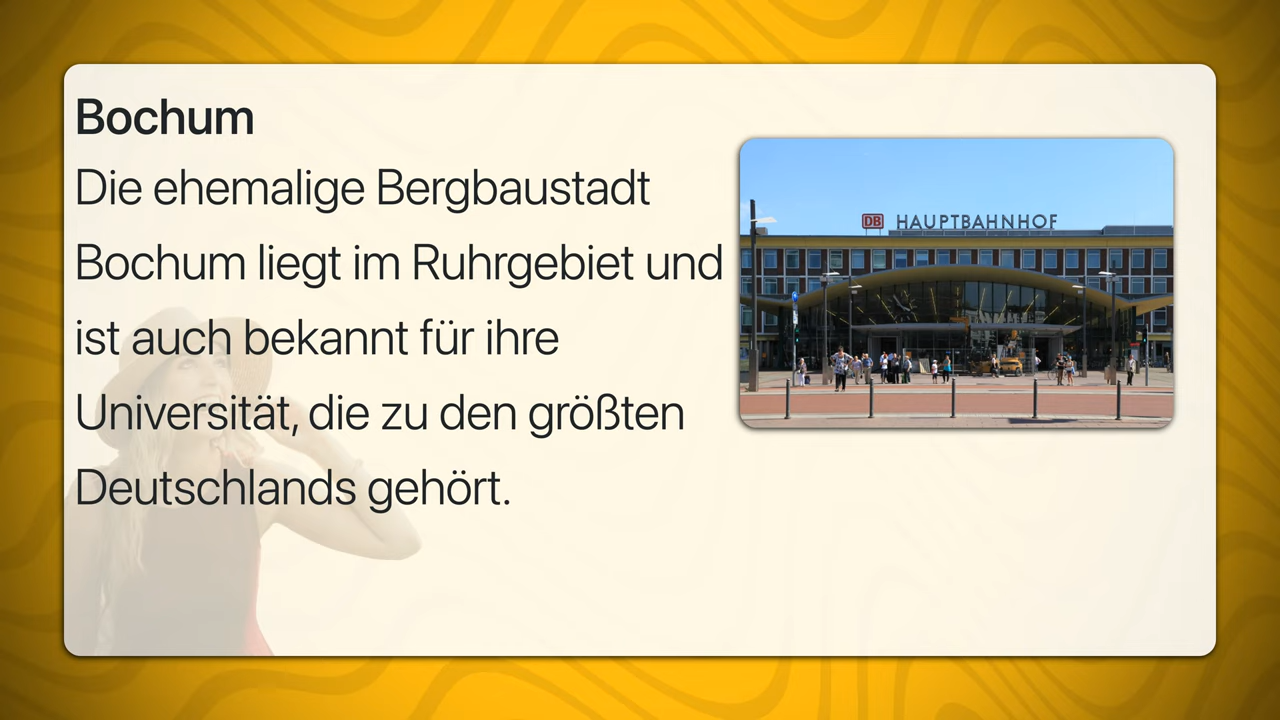 Bochum
Die ehemalige Bergbaustadt
Bochum liegt im Ruhrgebiet und
ist auch bekannt für ihre
Universität, die zu den größten
Deutschlands gehört.
DB HAUPTBAHNHOF